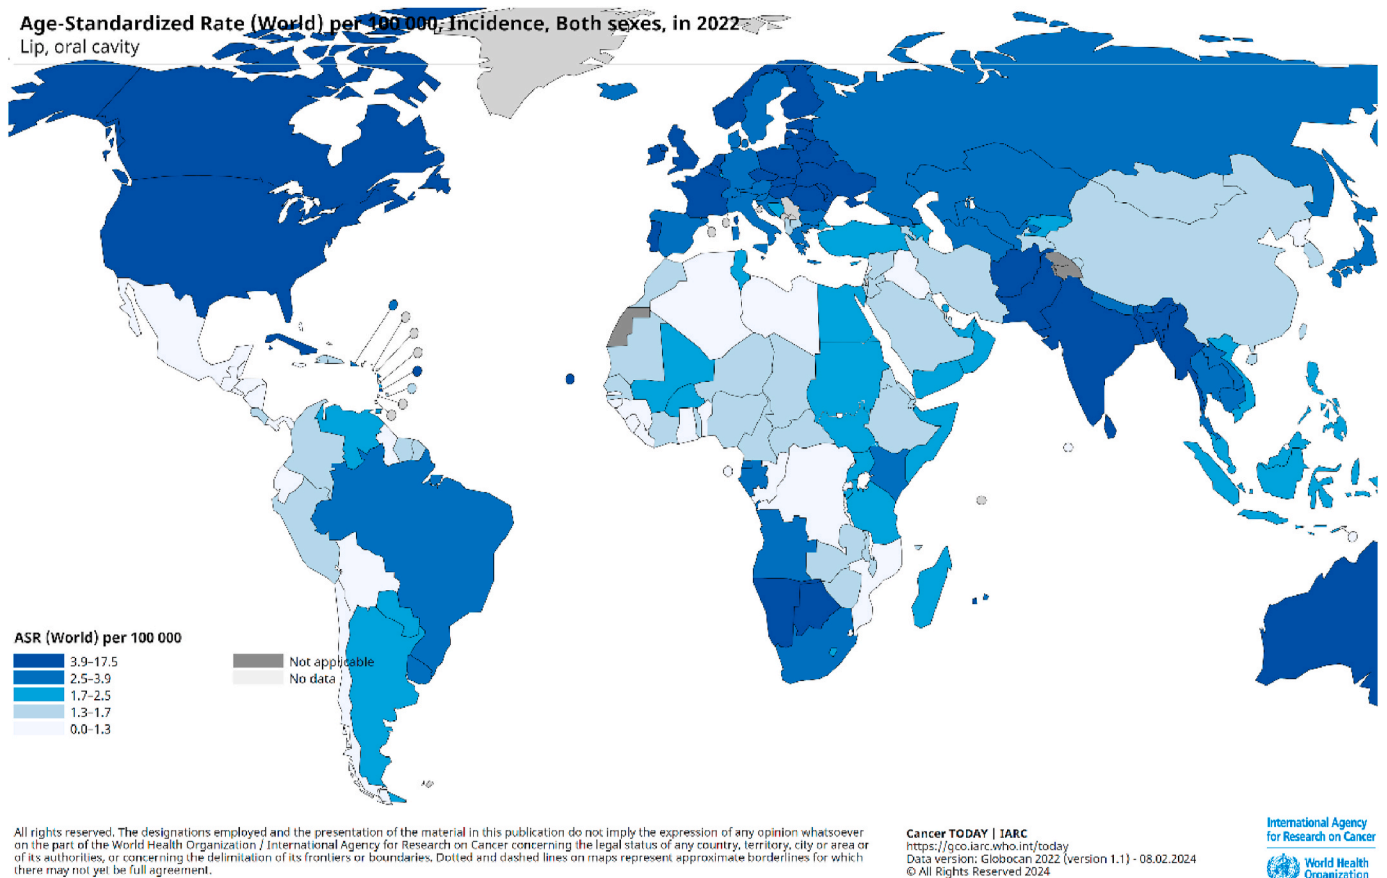 Age-Standardized Rate (World) per 100 000, Incidence, Both sexes, in 2022
Lip, oral cavity
ASR (World) per 100 000
3.9–17.5
2.5–3.9
1.7–2.5
1.3–1.7
0.0–1.3
Not applicable
No data
All rights reserved. The designations employed and the presentation of the material in this publication do not imply the expression of any opinion whatsoever
on the part of the World Health Organization / International Agency for Research on Cancer concerning the legal status of any country, territory, city or area or
of its authorities, or concerning the delimitation of its frontiers or boundaries. Dotted and dashed lines on maps represent approximate borderlines for which
there may not yet be full agreement.
Cancer TODAY | IARC
https://gco.iarc.who.int/today
Data version: Globocan 2022 (version 1.1) - 08.02.2024
© All Rights Reserved 2024
International Agency
for Research on Cancer
World Health
Organization